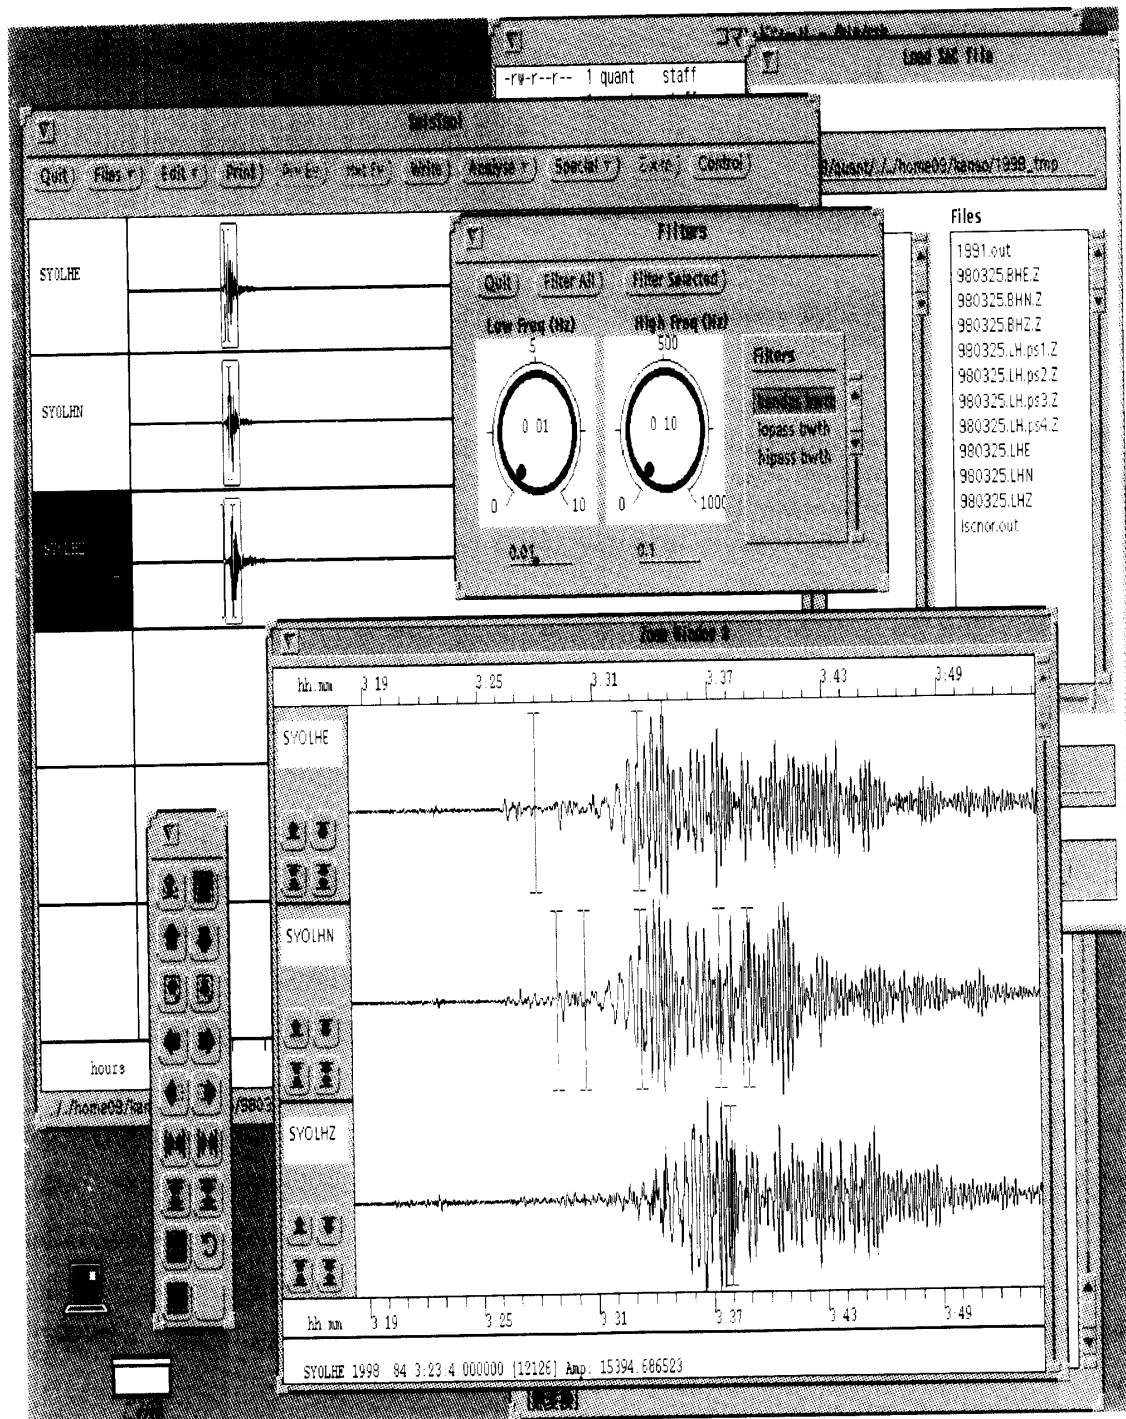 -rw-r--r-- 1 quant staff
Load SAC file
Quit Files Edit Print Write Analyse Special Control
9/quant/././home09/kanao/1998_tmp
Files
1991.out
980325.BHE.Z
980325.BHN.Z
980325.BHZ.Z
980325.LH.ps1.Z
980325.LH.ps2.Z
980325.LH.ps3.Z
980325.LH.ps4.Z
980325.LHE
980325.LHN
980325.LHZ
iscnor.out
SYOLHE
SYOLHN
SYOLHZ
Filters
Quit Filter All Filter Selected
Low Freq (Hz) High Freq (Hz)
5 500
0 01 0 10
0 10 0 1000
0.01 0.1
Filters
bandps bwth
lopass bwth
hipass bwth
hours
././home09/kan
/9803
hh.mm 3 19 3:25 3.31 3.37 3.43 3:49
SYOLHE
SYOLHN
SYOLHZ
hh mm 3 19 3 25 3 31 3.37 3 43 3.49
SYOLHE 1998 84 3:23.4 000000 [12126] Amp: 15394.686523